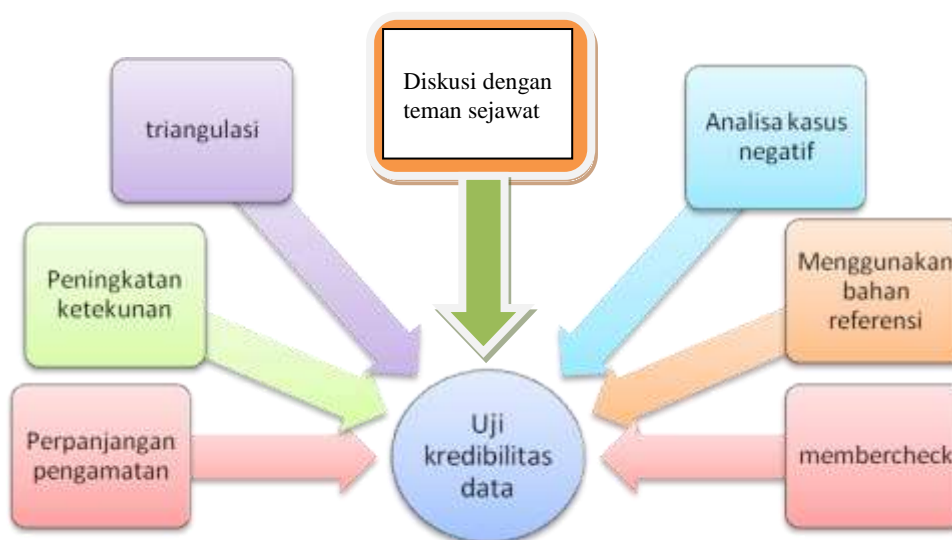 Diskusi dengan
teman sejawat
triangulasi
Analisa kasus
negatif
Peningkatan
ketekunan
Menggunakan
bahan
referensi
Perpanjangan
pengamatan
Uji
kredibilitas
data
membercheck